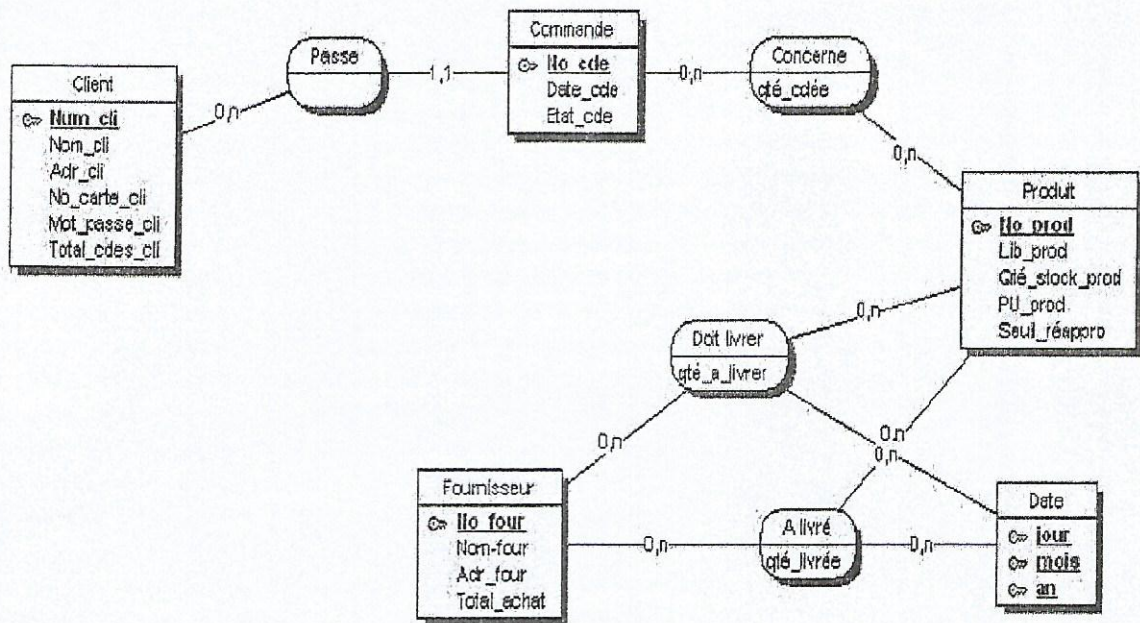 Commande
No_cde
Date_cde
Etat_cde
Passe
Concerne
qté_cdée
1,1
0,n
Client
Num_cli
Nom_cli
Adr_cli
No_carte_cli
Mot_passe_cli
Total_cdes_cli
0,n
0,n
Produit
No_prod
Lib_prod
Qté_stock_prod
PU_prod
Seuil_réappro
0,n
Doit livrer
qté_a_livrer
0,n
0,n
0,n
Fournisseur
No_four
Nom-four
Adr_four
Total_achat
0,n
A livré
qté_livrée
0,n
Date
jour
mois
an